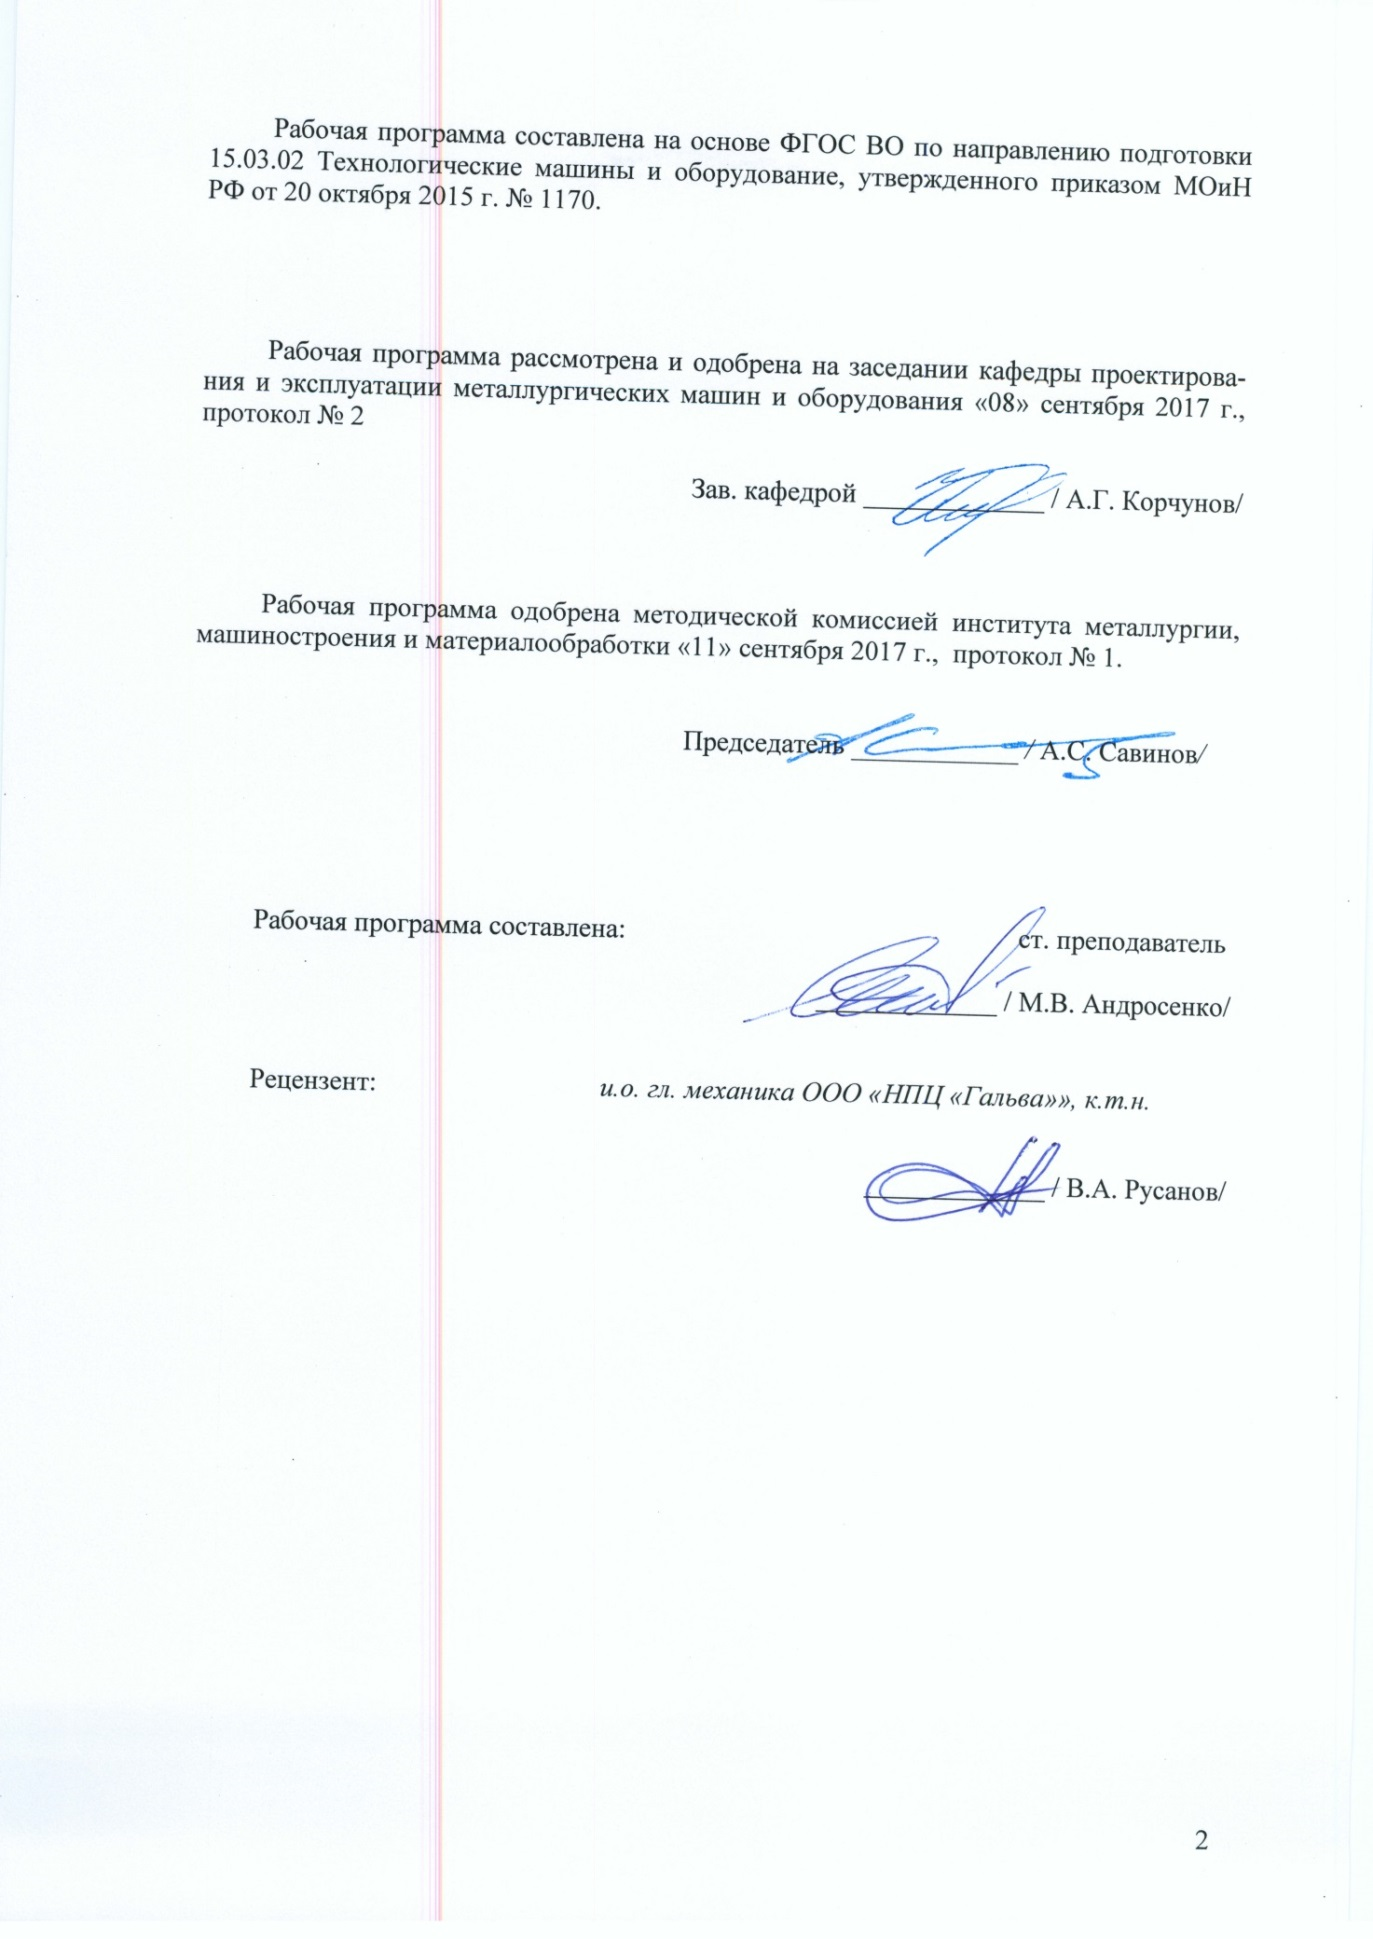 Рабочая программа составлена на основе ФГОС ВО по направлению подготовки
15.03.02 Технологические машины и оборудование, утвержденного приказом МОиН
РФ от 20 октября 2015 г. № 1170.
Рабочая программа рассмотрена и одобрена на заседании кафедры проектирова-
ния и эксплуатации металлургических машин и оборудования «08» сентября 2017 г.,
протокол № 2
Зав. кафедрой _____________ / А.Г. Корчунов/
Рабочая программа одобрена методической комиссией института металлургии,
машиностроения и материалообработки «11» сентября 2017 г., протокол № 1.
Председатель ____________ / А.С. Савинов/
Рабочая программа составлена: ст. преподаватель
_____________ / М.В. Андросенко/
Рецензент: и.о. гл. механика ООО «НПЦ «Гальва»», к.т.н.
_____________ / В.А. Русанов/
2